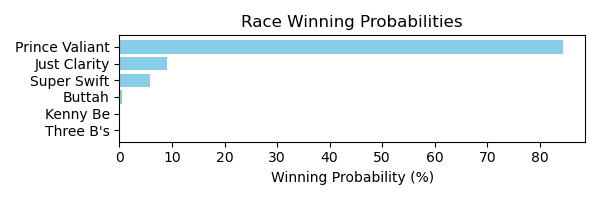 Race Winning Probabilities
Prince Valiant
Just Clarity
Super Swift
Buttah
Kenny Be
Three B's
0 10 20 30 40 50 60 70 80
Winning Probability (%)